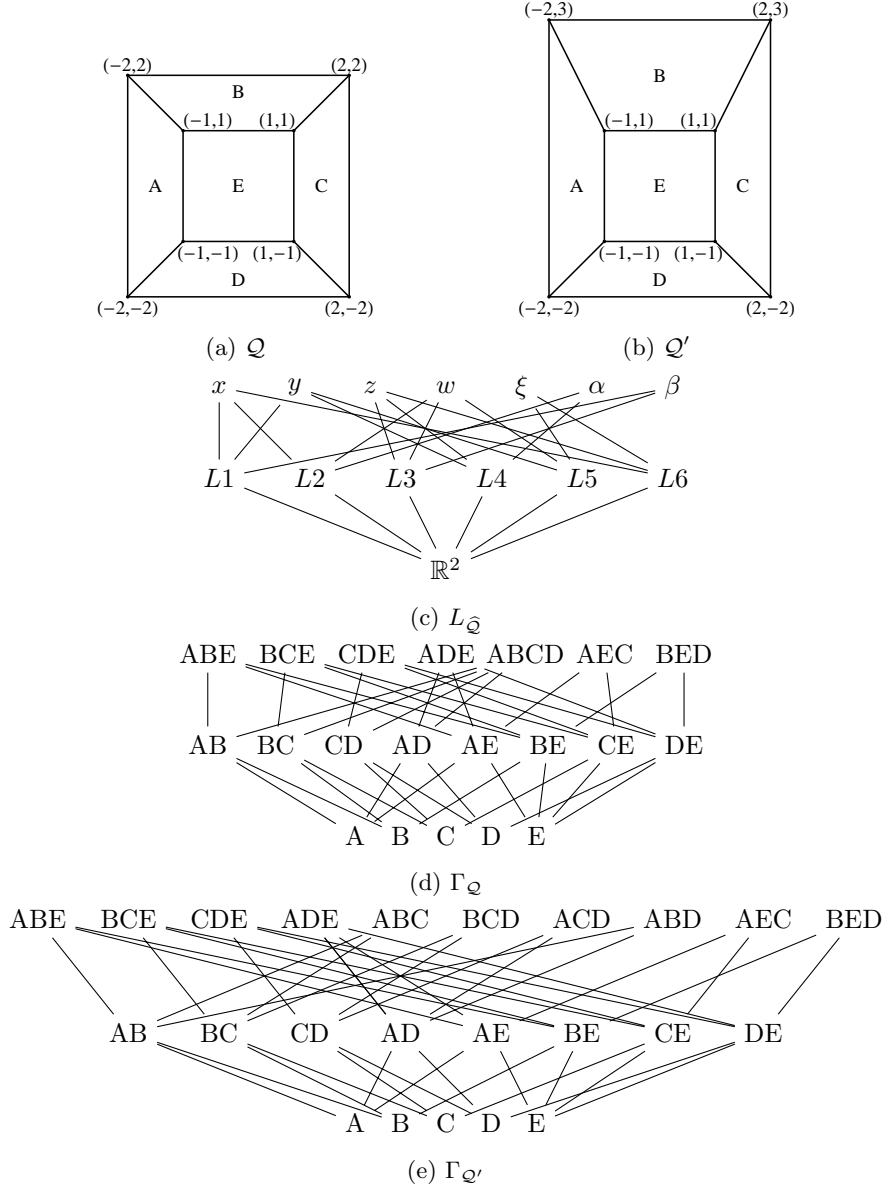 (−2,3) (2,3)
(−2,2) (2,2)
B
B
(−1,1) (1,1)
(−1,1) (1,1)
A E C
A E C
(−1,−1) (1,−1)
(−1,−1) (1,−1)
D
D
(−2,−2) (2,−2)
(−2,−2) (2,−2)
(a) 𝒬
(b) 𝒬′
x y z w ξ α β
L1 L2 L3 L4 L5 L6
ℝ²
(c) L_𝒬̂
ABE BCE CDE ADE ABCD AEC BED
AB BC CD AD AE BE CE DE
A B C D E
(d) Γ_𝒬
ABE BCE CDE ADE ABC BCD ACD ABD AEC BED
AB BC CD AD AE BE CE DE
A B C D E
(e) Γ_𝒬′